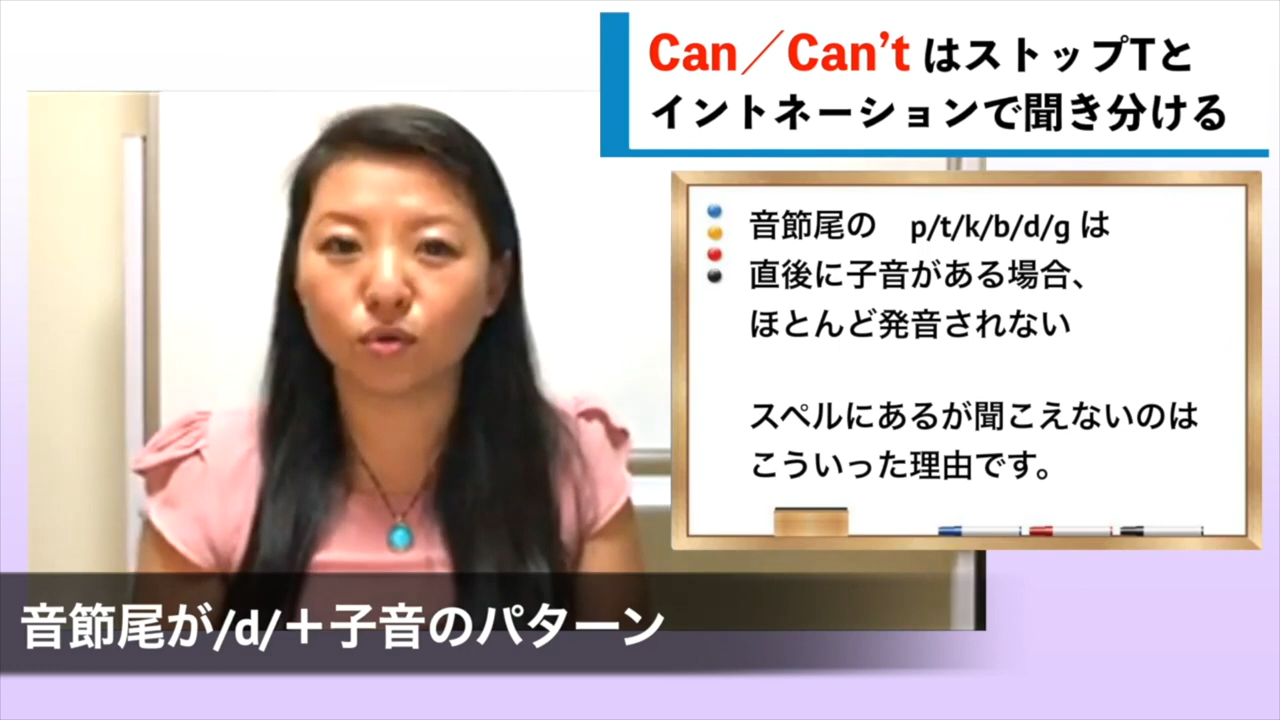 Can／Can’t はストップTと
イントネーションで聞き分ける
音節尾の　p/t/k/b/d/g は
直後に子音がある場合、
ほとんど発音されない
スペルにあるが聞こえないのは
こういった理由です。
音節尾が/d/＋子音のパターン